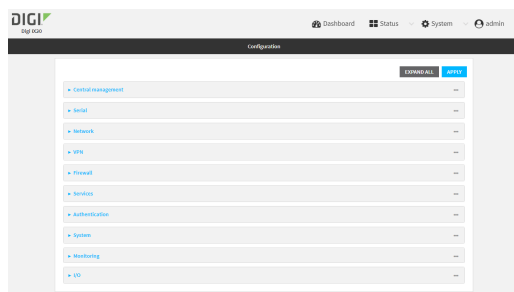 DIGI
Digi IX20
Dashboard Status System admin
Configuration
EXPAND ALL APPLY
Central management
Serial
Network
VPN
Firewall
Services
Authentication
System
Monitoring
I/O